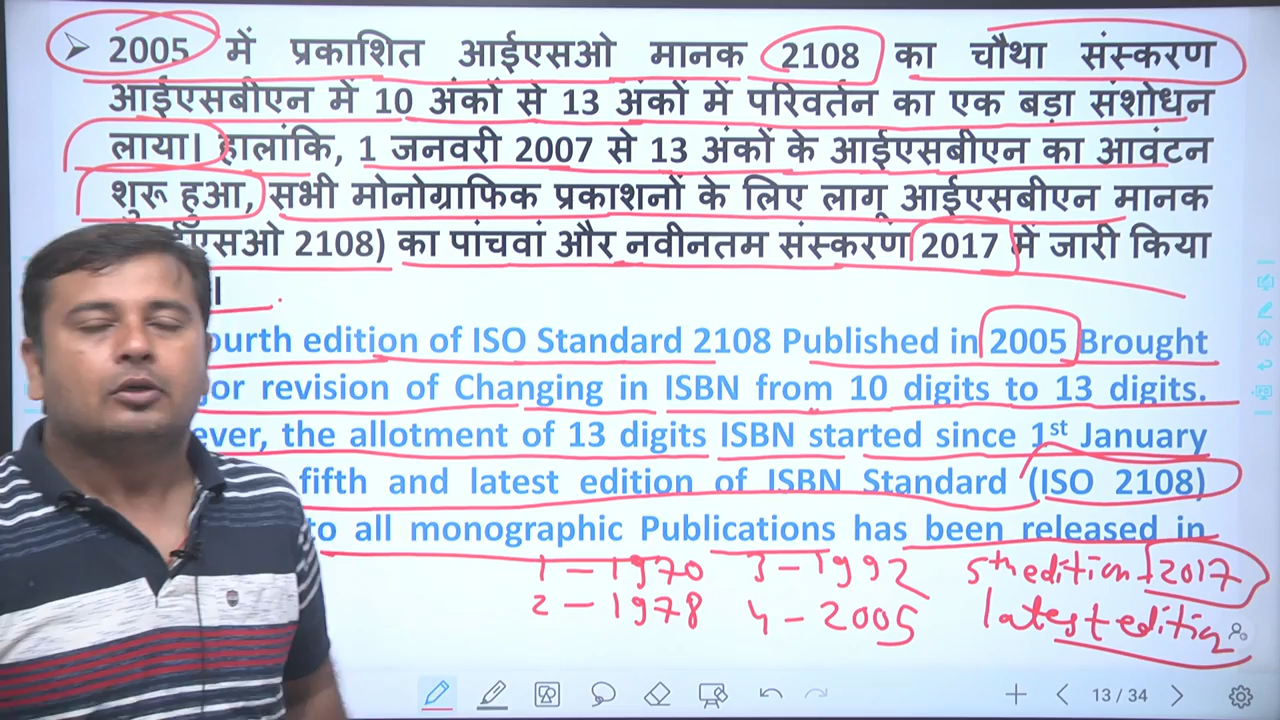 ➤ 2005 में प्रकाशित आईएसओ मानक 2108 का चौथा संस्करण
आईएसबीएन में 10 अंकों से 13 अंकों में परिवर्तन का एक बड़ा संशोधन
लाया। हालांकि, 1 जनवरी 2007 से 13 अंकों के आईएसबीएन का आवंटन
शुरू हुआ, सभी मोनोग्राफिक प्रकाशनों के लिए लागू आईएसबीएन मानक
2108) का पांचवां और नवीनतम संस्करण 2017 में जारी किया
ourth edition of ISO Standard 2108 Published in 2005 Brought
jor revision of Changing in ISBN from 10 digits to 13 digits.
ever, the allotment of 13 digits ISBN started since 1st January
fifth and latest edition of ISBN Standard (ISO 2108)
to all monographic Publications has been released in
1 – 1970 3 – 1992 5th edition – 2017
2 – 1978 4 – 2005 latest edition
13 / 34